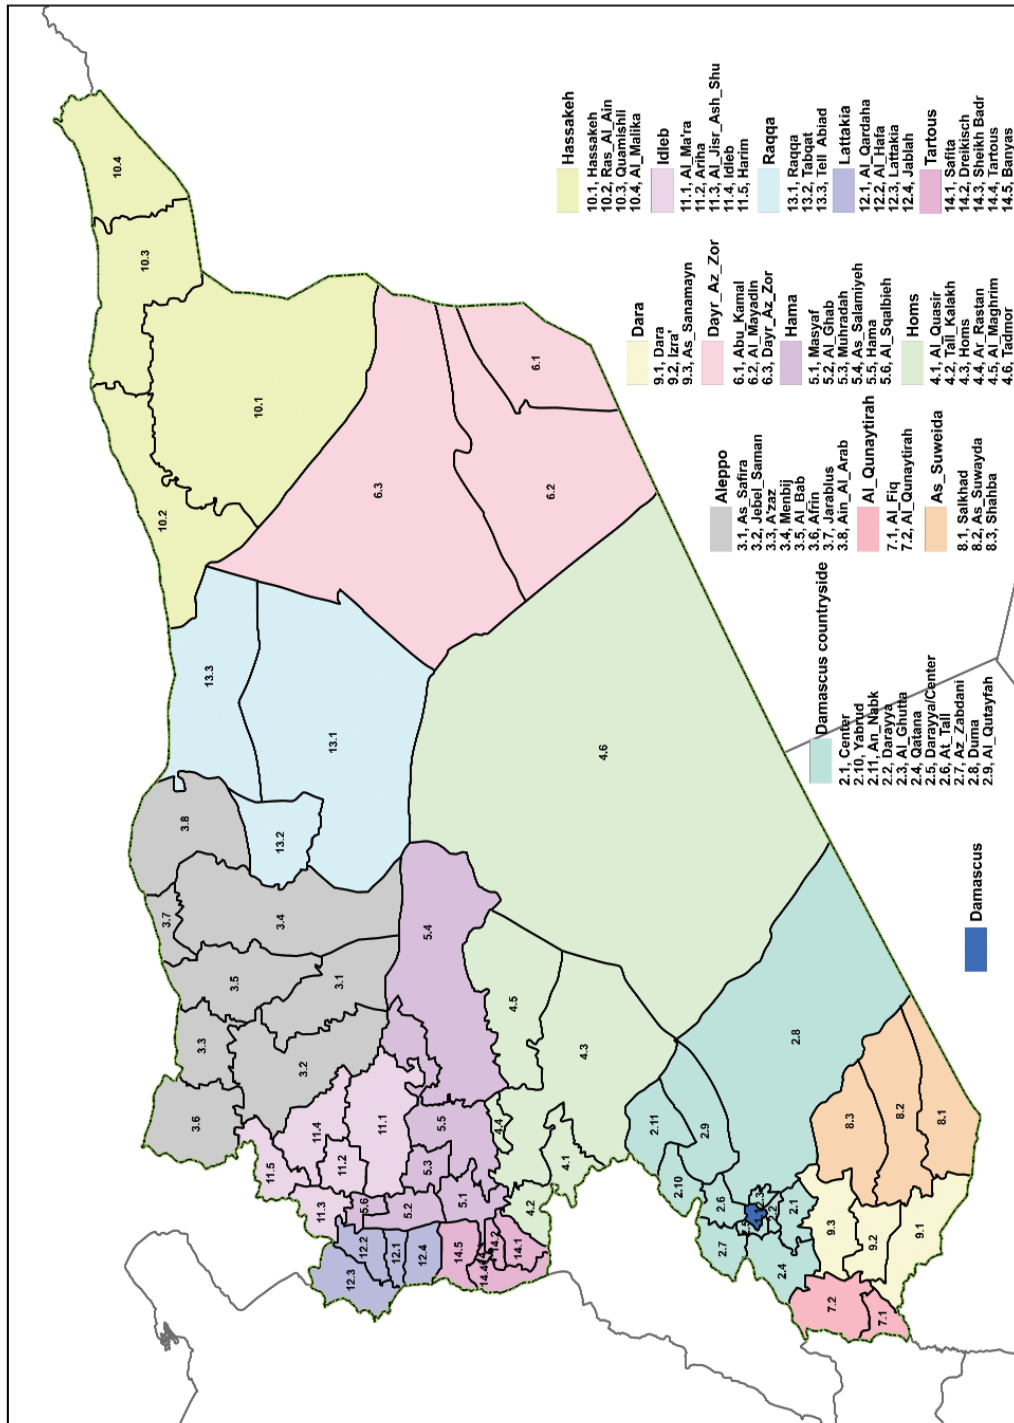 10.4
10.3
10.2
3.7
3.8
3.6
3.3
13.3
3.5
10.1
11.5
3.4
13.2
3.2
11.4
11.3
13.1
3.1
11.2
12.3
12.2
5.6
6.3
11.1
12.1
5.2
12.4
5.3
5.4
5.5
14.5
5.1
14.4
14.2
4.4
4.5
14.1
4.2
6.1
6.2
4.1
4.3
4.6
2.11
2.10
2.9
2.6
2.7
2.5
2.3
2.2
2.4
2.1
2.8
7.2
9.3
8.3
9.2
7.1
8.2
9.1
8.1
Damascus
Damascus countryside
2.1, Center
2.10, Yabrud
2.11, An_Nabk
2.2, Darayya
2.3, Al_Ghutta
2.4, Qatana
2.5, Darayya/Center
2.6, At_Tall
2.7, Az_Zabdani
2.8, Duma
2.9, Al_Qutayfah
Aleppo
3.1, As_Safira
3.2, Jebel_Saman
3.3, A'zaz
3.4, Menbij
3.5, Al_Bab
3.6, Afrin
3.7, Jarablus
3.8, Ain_Al_Arab
Al_Qunaytirah
7.1, Al_Fiq
7.2, Al_Qunaytirah
As_Suweida
8.1, Salkhad
8.2, As_Suwayda
8.3, Shahba
Dara
9.1, Dara
9.2, Izra'
9.3, As_Sanamayn
Dayr_Az_Zor
6.1, Abu_Kamal
6.2, Al_Mayadin
6.3, Dayr_Az_Zor
Hama
5.1, Masyaf
5.2, Al_Ghab
5.3, Muhradah
5.4, As_Salamiyeh
5.5, Hama
5.6, Al_Sqalbieh
Homs
4.1, Al_Quasir
4.2, Tall_Kalakh
4.3, Homs
4.4, Ar_Rastan
4.5, Al_Maghrim
4.6, Tadmor
Hassakeh
10.1, Hassakeh
10.2, Ras_Al_Ain
10.3, Quamishli
10.4, Al_Malika
Idleb
11.1, Al_Ma'ra
11.2, Ariha
11.3, Al_Jisr_Ash_Shu
11.4, Idleb
11.5, Harim
Raqqa
13.1, Raqqa
13.2, Tabqat
13.3, Tell_Abiad
Lattakia
12.1, Al_Qardaha
12.2, Al_Hafa
12.3, Lattakia
12.4, Jablah
Tartous
14.1, Safita
14.2, Dreikisch
14.3, Sheikh Badr
14.4, Tartous
14.5, Banyas